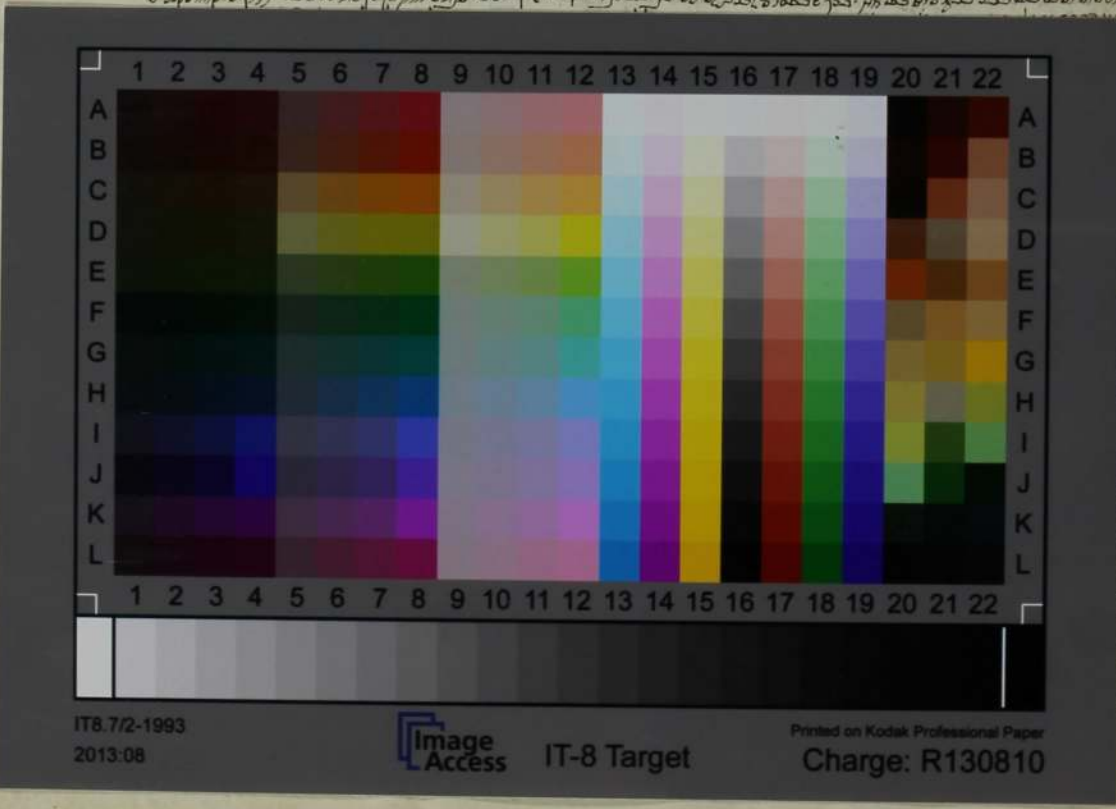 1 2 3 4 5 6 7 8 9 10 11 12 13 14 15 16 17 18 19 20 21 22
A A
B B
C C
D D
E E
F F
G G
H H
I I
J J
K K
L L
1 2 3 4 5 6 7 8 9 10 11 12 13 14 15 16 17 18 19 20 21 22
IT8.7/2-1993
2013:08
Image
Access
IT-8 Target
Printed on Kodak Professional Paper
Charge: R130810